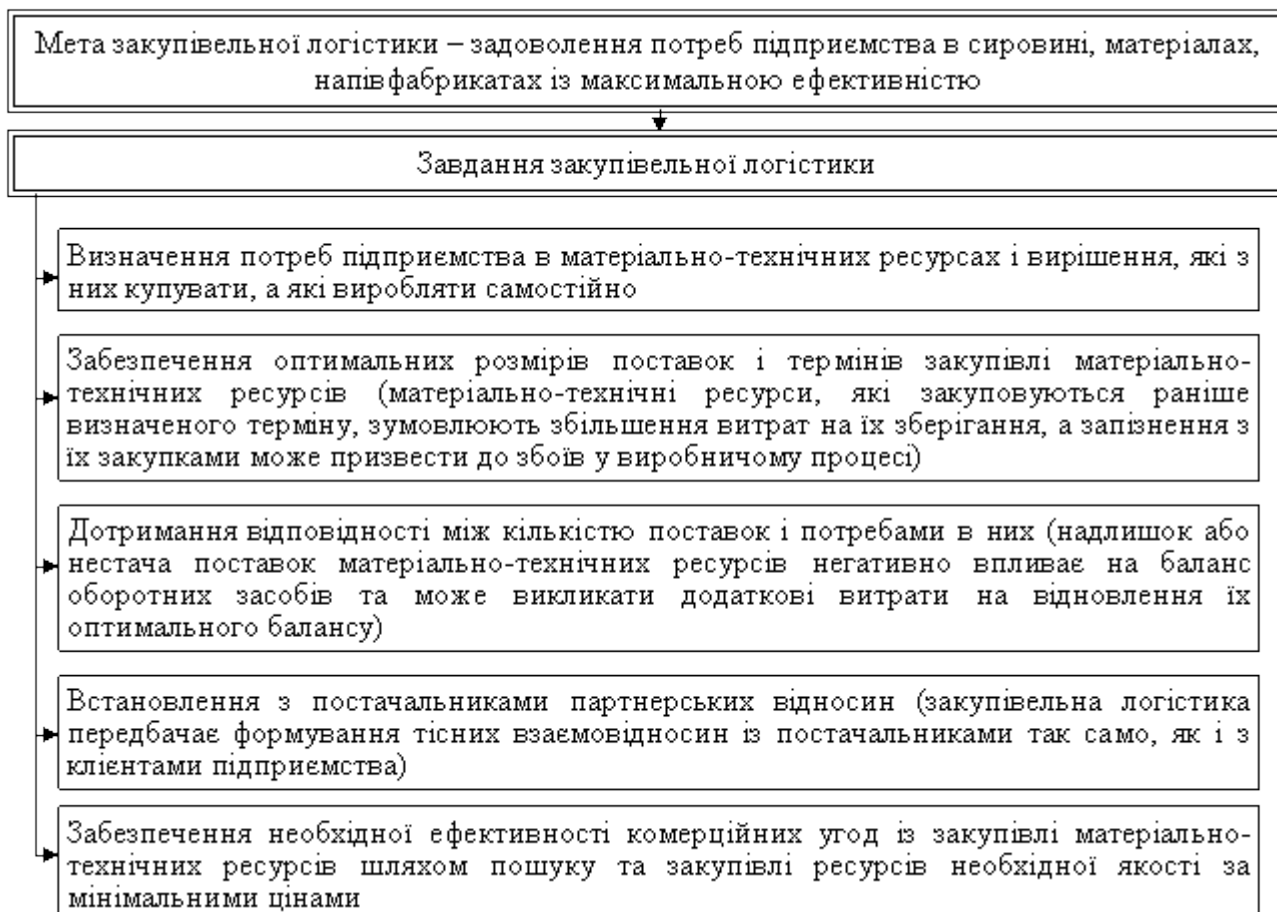 Мета закупівельної логістики – задоволення потреб підприємства в сировині, матеріалах,
напівфабрикатах із максимальною ефективністю
Завдання закупівельної логістики
Визначення потреб підприємства в матеріально-технічних ресурсах і вирішення, які з
них купувати, а які виробляти самостійно
Забезпечення оптимальних розмірів поставок і термінів закупівлі матеріально-
технічних ресурсів (матеріально-технічні ресурси, які закуповуються раніше
визначеного терміну, зумовлюють збільшення витрат на їх зберігання, а запізнення з
їх закупками може призвести до збоїв у виробничому процесі)
Дотримання відповідності між кількістю поставок і потребами в них (надлишок або
нестача поставок матеріально-технічних ресурсів негативно впливає на баланс
оборотних засобів та може викликати додаткові витрати на відновлення їх
оптимального балансу)
Встановлення з постачальниками партнерських відносин (закупівельна логістика
передбачає формування тісних взаємовідносин із постачальниками так само, як і з
клієнтами підприємства)
Забезпечення необхідної ефективності комерційних угод із закупівлі матеріально-
технічних ресурсів шляхом пошуку та закупівлі ресурсів необхідної якості за
мінімальними цінами